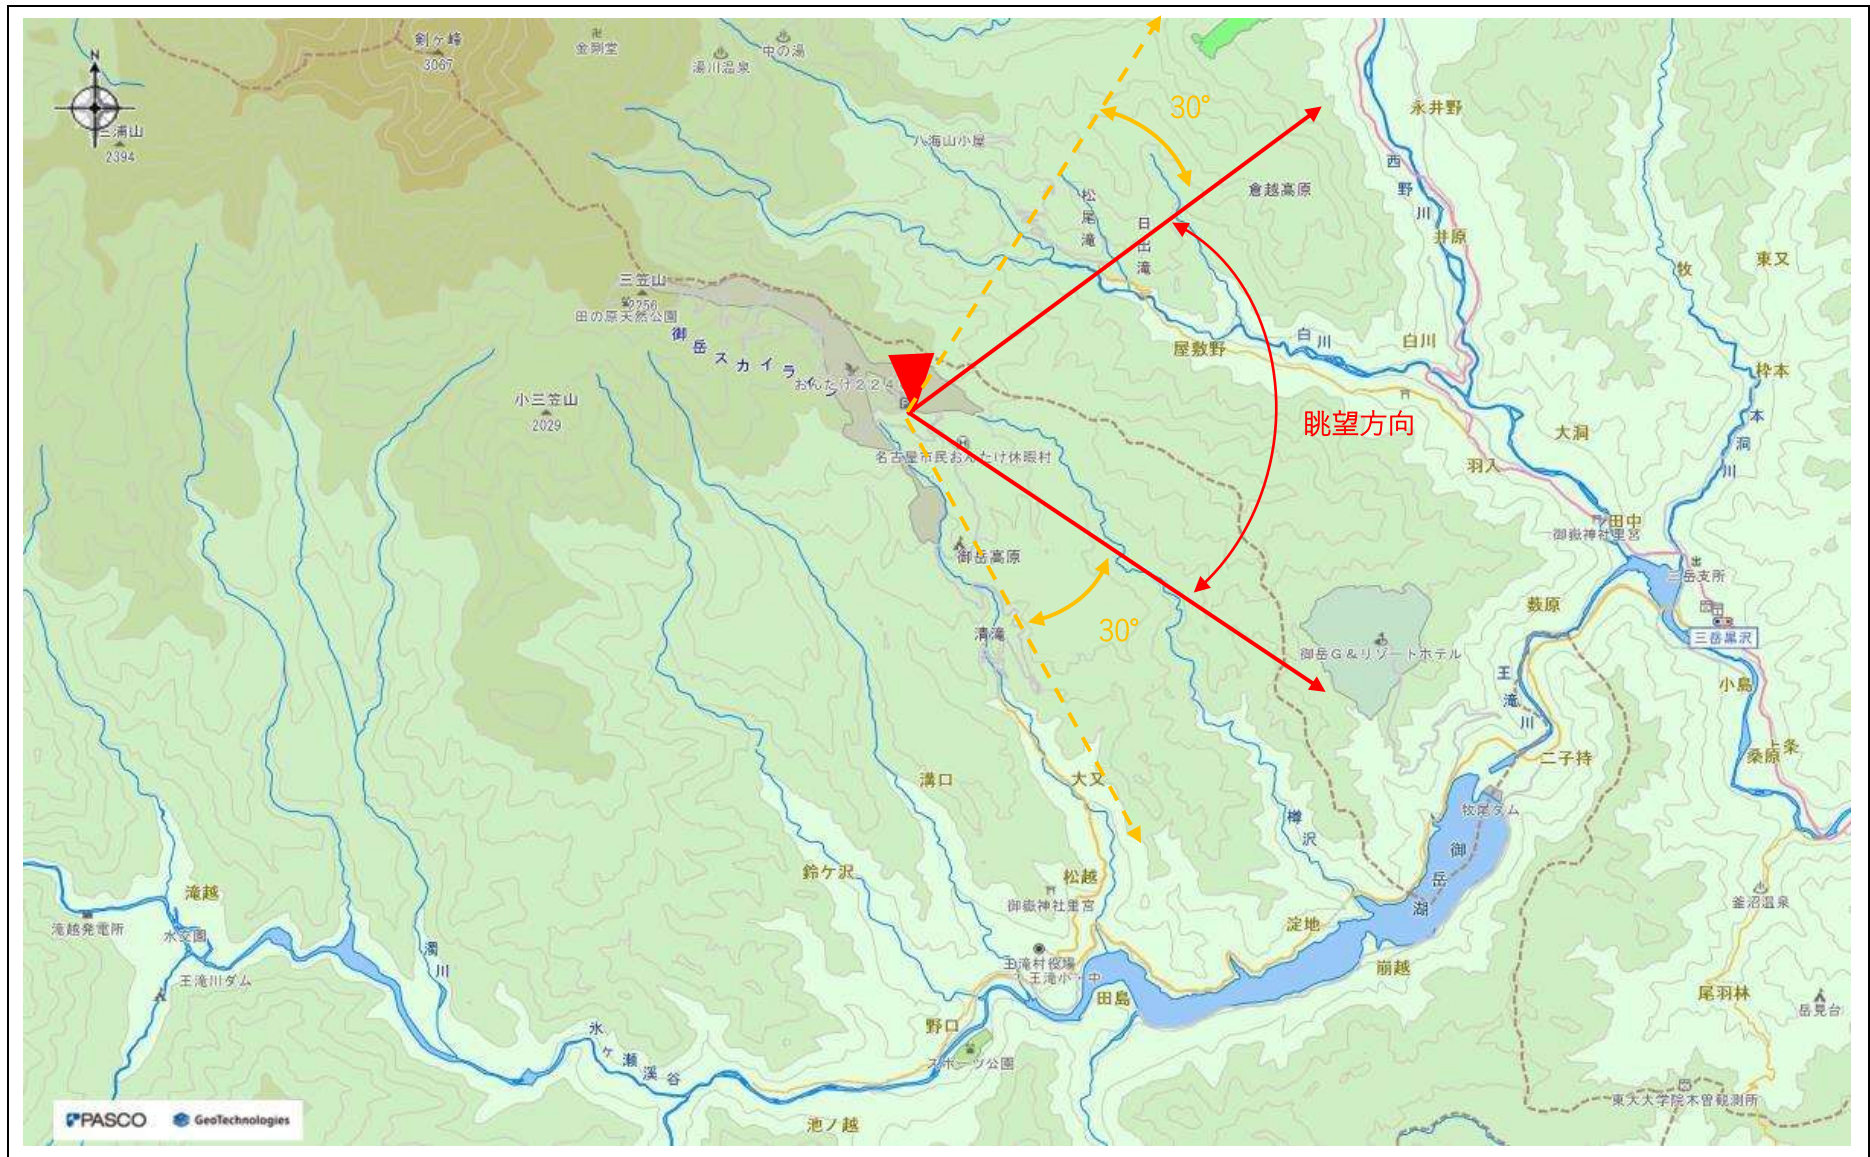 N
剣ヶ峰
3067
金剛堂
湯川温泉
中の湯
三浦山
2394
八海山小屋
30°
永井野
西野川
倉越高原
松尾滝
日出滝
井原
牧
東又
三笠山
2256
田の原天然公園
御岳スカイライン
おんたけ224
屋敷野
白川
白川
枠本
本洞川
小三笠山
2029
眺望方向
大洞
羽入
名古屋市民おんたけ休暇村
田中
御嶽神社里宮
御岳高原
三岳支所
薮原
30°
清滝
三岳黒沢
御岳G&リゾートホテル
王滝川
小島
上条
桑原
二子持
溝口
大又
牧尾ダム
樽沢
御岳湖
鈴ケ沢
松越
御嶽神社里宮
滝越
滝越発電所
水交園
淀地
釜沼温泉
濁川
王滝村役場
王滝小・中
崩越
王滝川ダム
田島
尾羽林
岳見台
野口
氷ヶ瀬渓谷
スポーツ公園
東大大学院木曽観測所
池ノ越
PASCO
GeoTechnologies